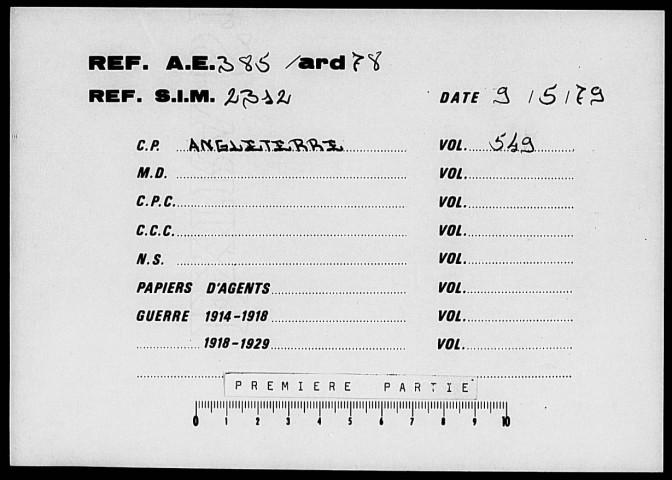 REF. A.E. 385 /ard 78
REF. S.I.M. 2312 DATE 9 / 5 / 79
C.P. ANGLETERRE VOL. 549
M.D. VOL.
C.P.C. VOL.
C.C.C. VOL.
N.S. VOL.
PAPIERS D'AGENTS VOL.
GUERRE 1914-1918 VOL.
1918-1929 VOL.
PREMIERE PARTIE
0 1 2 3 4 5 6 7 8 9 10